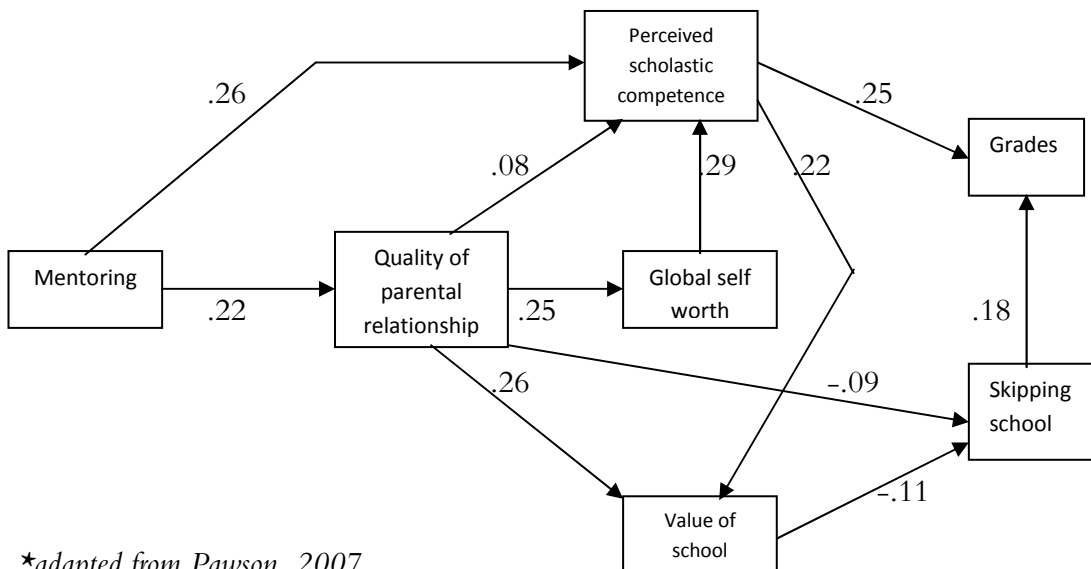 Perceived
scholastic
competence
.26
.25
Grades
.08
.29
.22
Mentoring
Quality of
parental
relationship
Global self
worth
.22
.25
.18
.26
-.09
Skipping
school
-.11
Value of
school
*adapted from Pawson, 2007